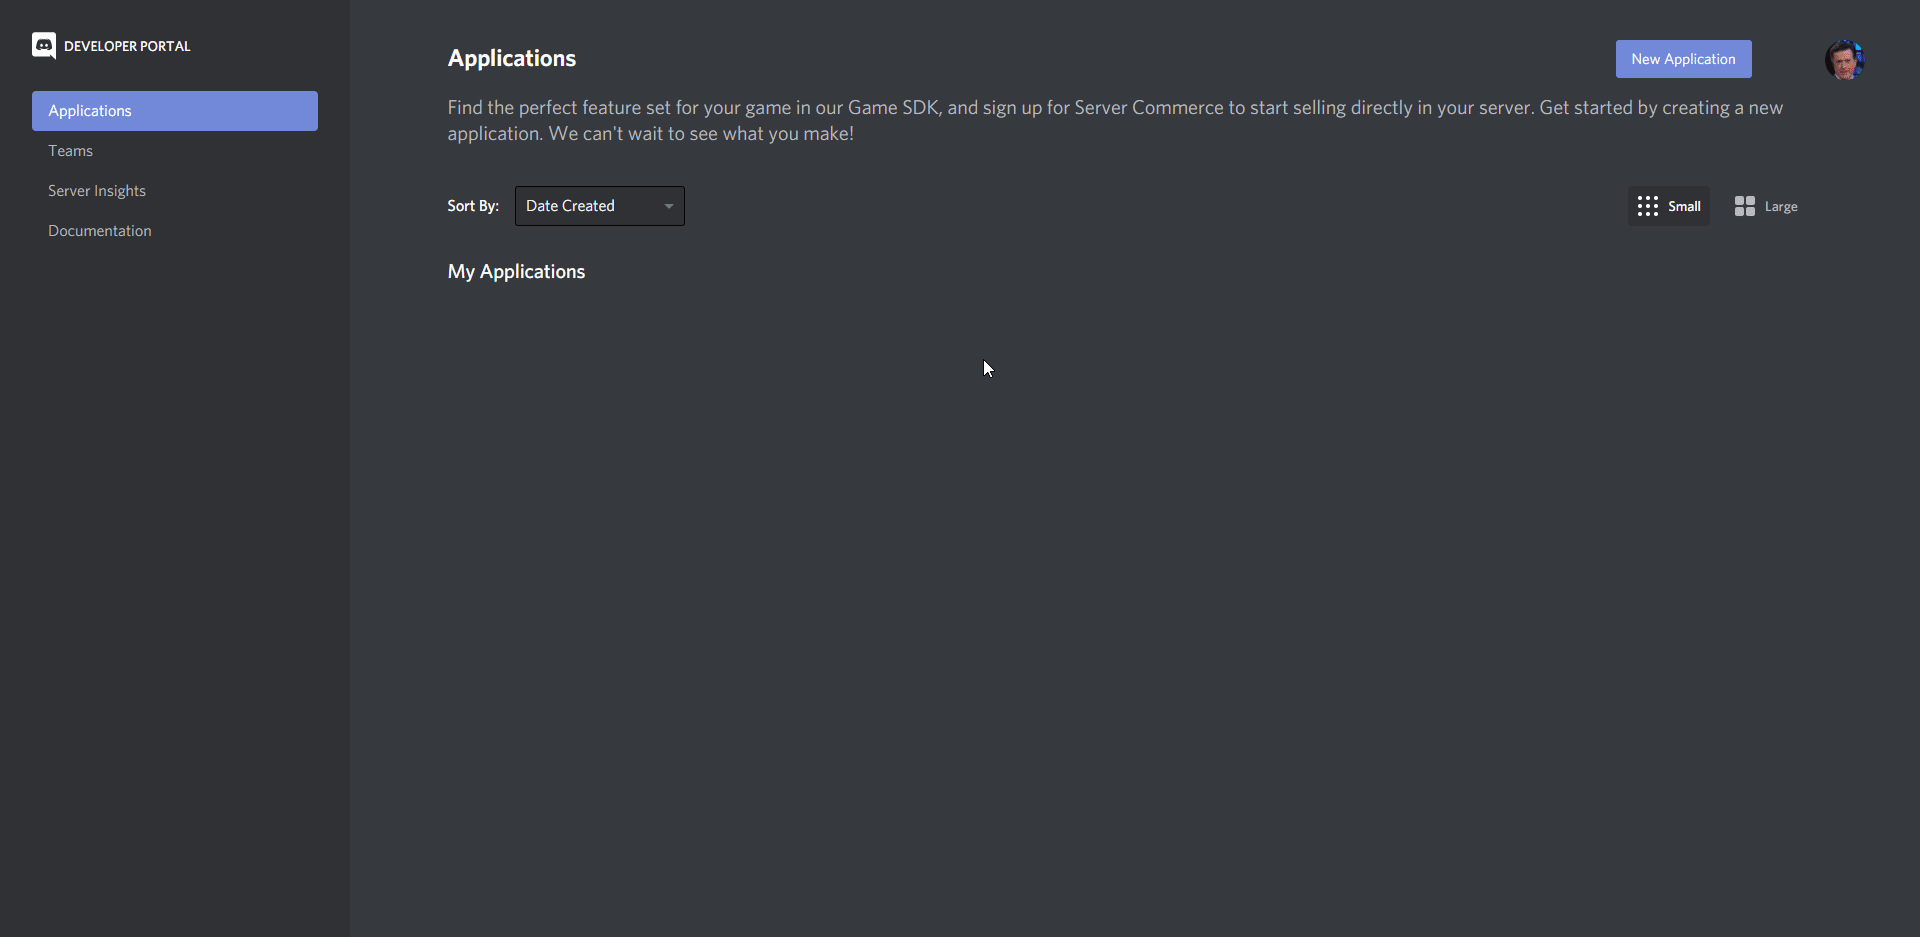 DEVELOPER PORTAL
Applications
Teams
Server Insights
Documentation
Applications
New Application
Find the perfect feature set for your game in our Game SDK, and sign up for Server Commerce to start selling directly in your server. Get started by creating a new
application. We can't wait to see what you make!
Sort By: Date Created
Small Large
My Applications